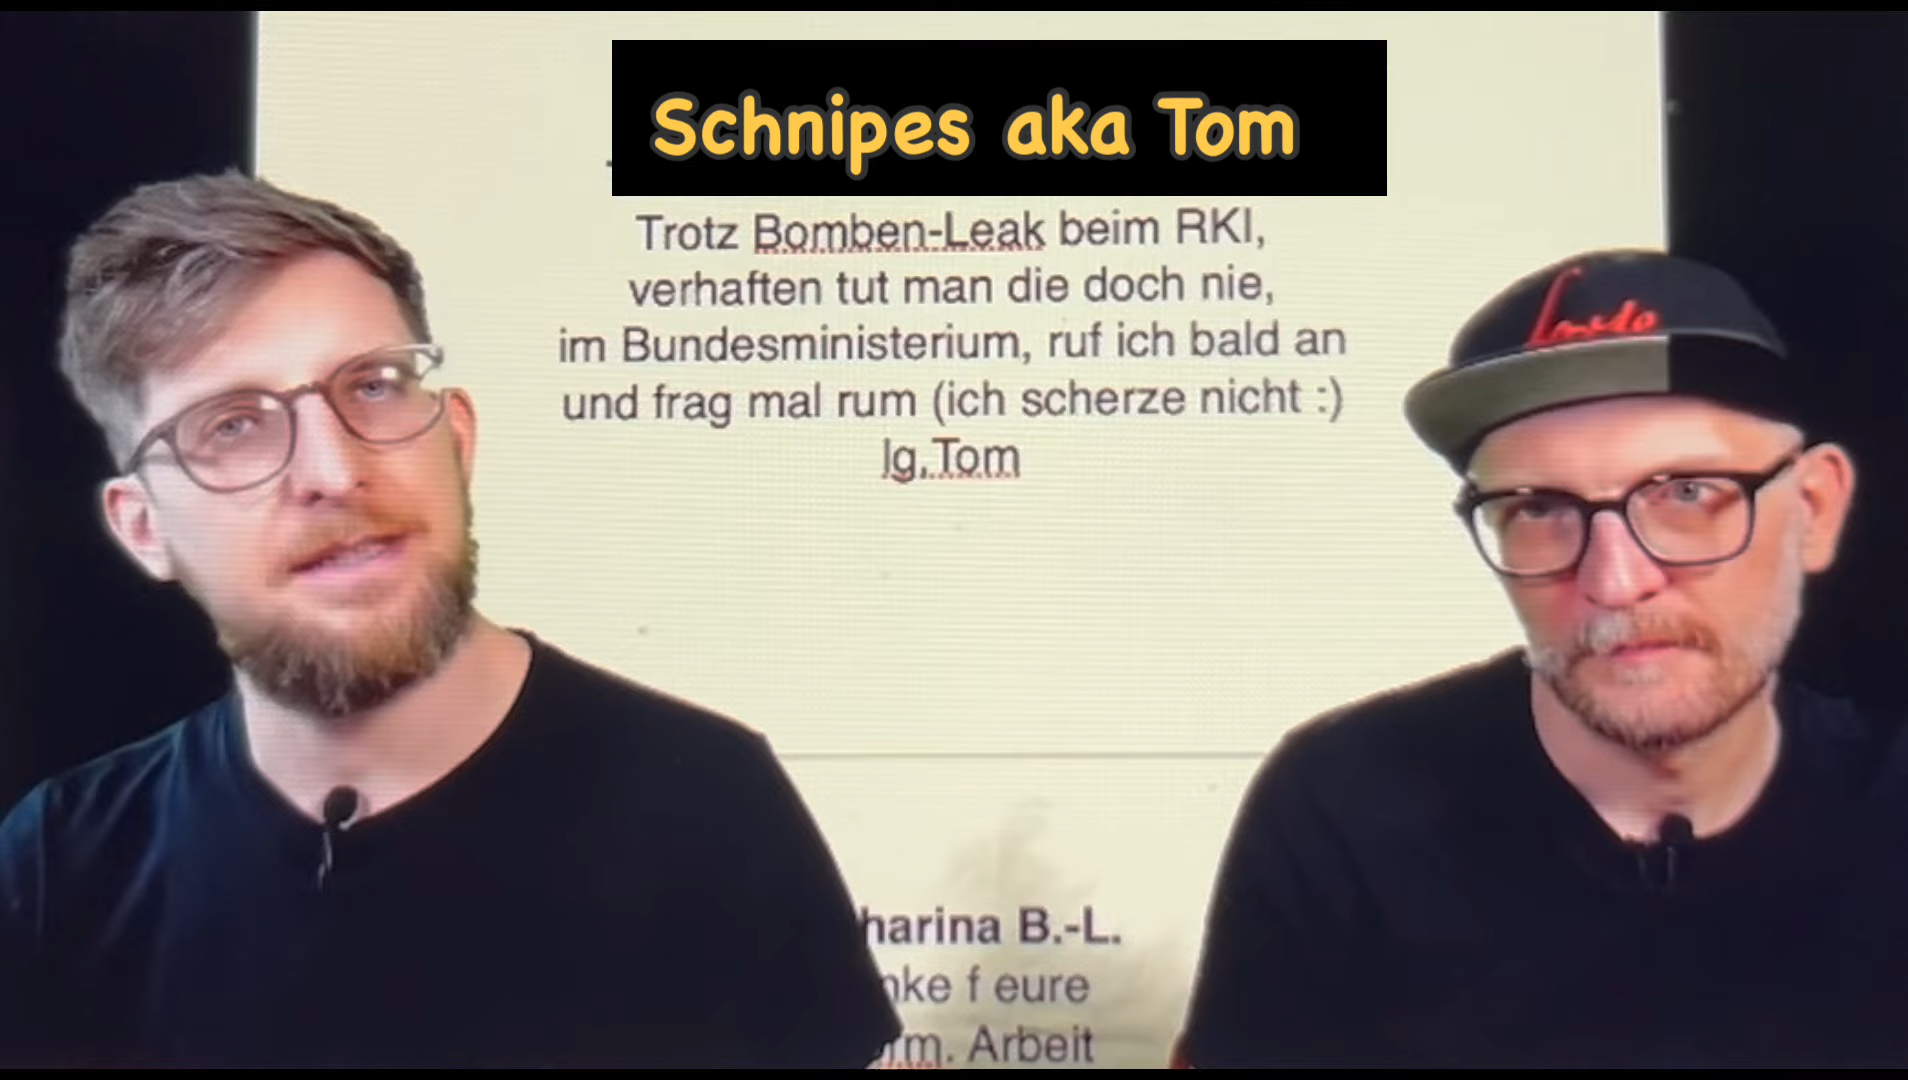 Schnipes aka Tom
Trotz Bomben-Leak beim RKI,
verhaften tut man die doch nie,
im Bundesministerium, ruf ich bald an
und frag mal rum (ich scherze nicht :)
lg,Tom
harina B.-L.
nke f eure
rm. Arbeit